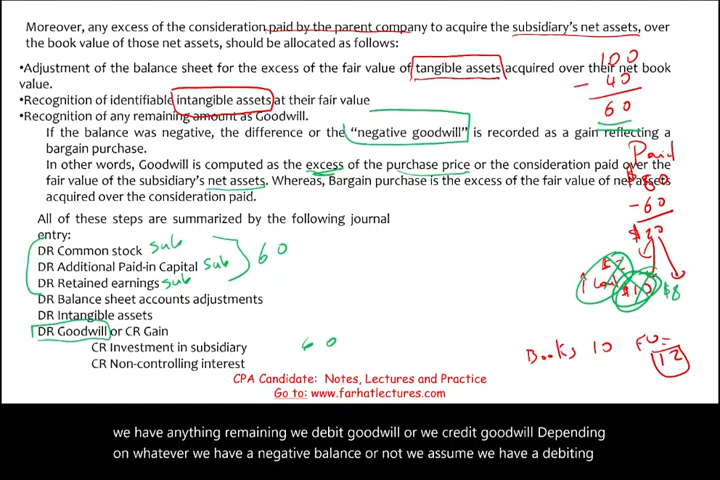 Moreover, any excess of the consideration paid by the parent company to acquire the subsidiary's net assets, over
the book value of those net assets, should be allocated as follows:
•Adjustment of the balance sheet for the excess of the fair value of tangible assets acquired over their net book
value.
•Recognition of identifiable intangible assets at their fair value
•Recognition of any remaining amount as Goodwill.
If the balance was negative, the difference or the "negative goodwill" is recorded as a gain reflecting a
bargain purchase.
In other words, Goodwill is computed as the excess of the purchase price or the consideration paid over the
fair value of the subsidiary's net assets. Whereas, Bargain purchase is the excess of the fair value of net assets
acquired over the consideration paid.
100
- 40
60
Paid
$80
-60
$20
$2
$10
$8
All of these steps are summarized by the following journal
entry:
DR Common stock sub
DR Additional Paid-in Capital sub 60
DR Retained earnings sub
DR Balance sheet accounts adjustments
DR Intangible assets
DR Goodwill or CR Gain
CR Investment in subsidiary 60
CR Non-controlling interest
Books 10 FV= 12
CPA Candidate: Notes, Lectures and Practice
Go to: www.farhatlectures.com
we have anything remaining we debit goodwill or we credit goodwill Depending
on whatever we have a negative balance or not we assume we have a debiting